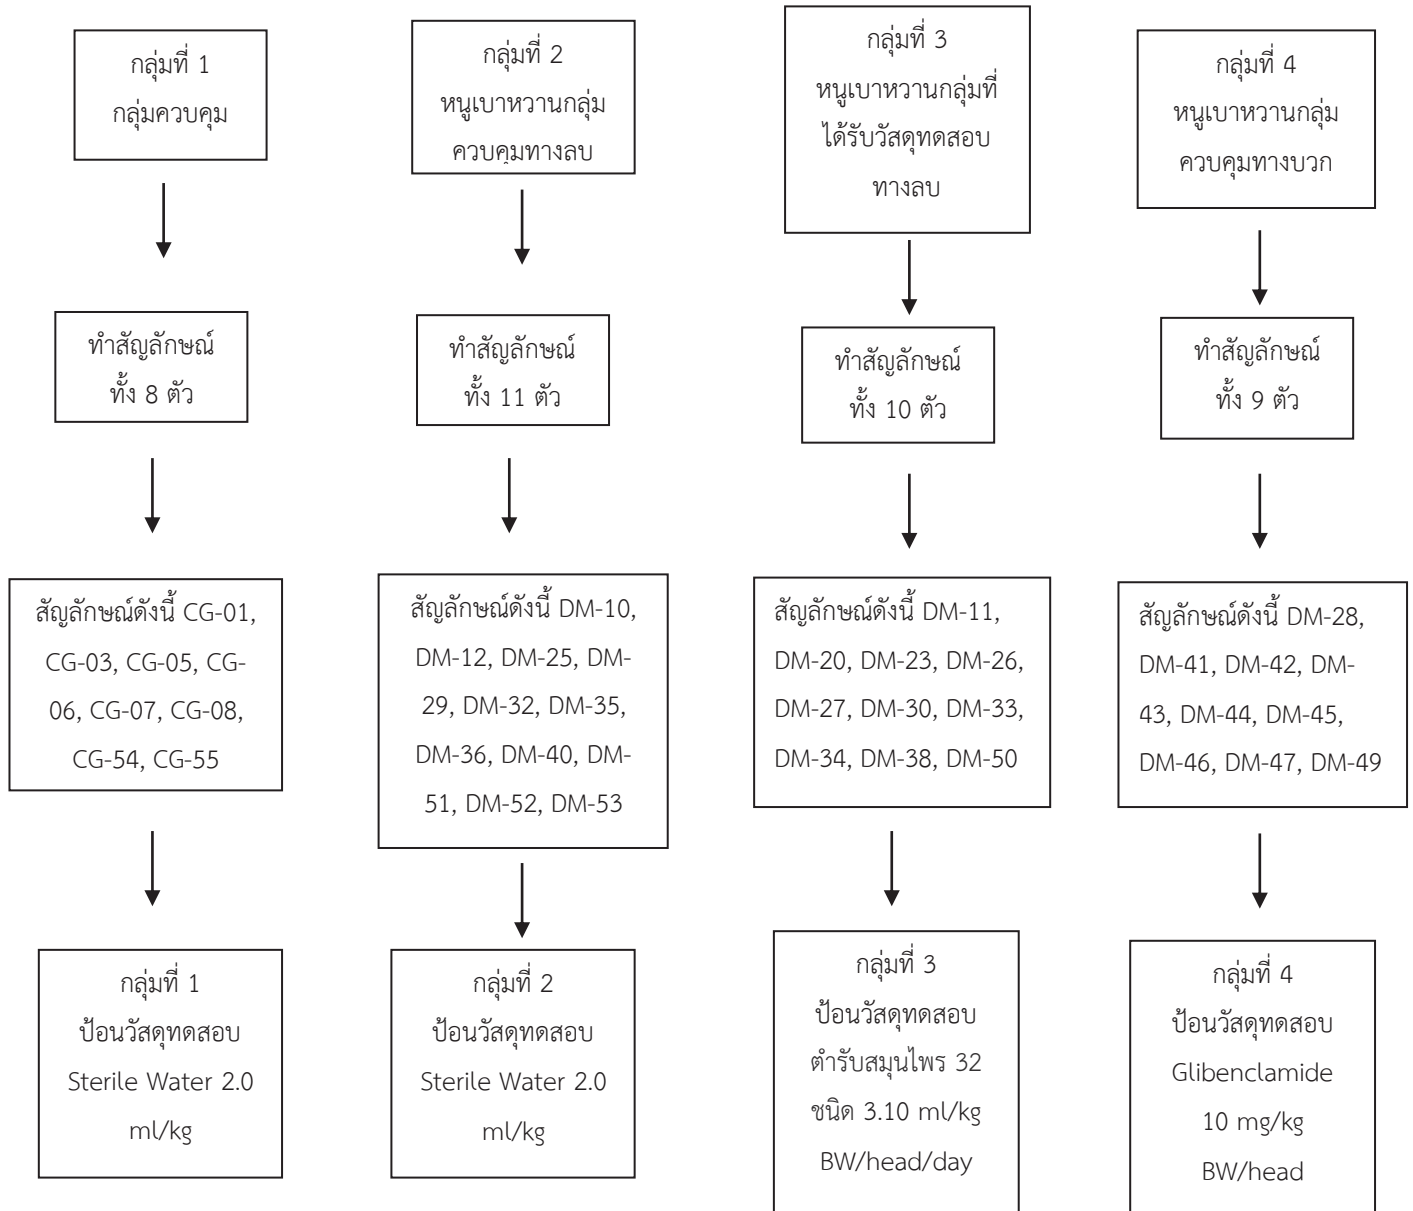 กลุ่มที่ 1
กลุ่มควบคุม
ทำสัญลักษณ์
ทั้ง 8 ตัว
สัญลักษณ์ดังนี้ CG-01,
CG-03, CG-05, CG-
06, CG-07, CG-08,
CG-54, CG-55
กลุ่มที่ 1
ป้อนวัสดุทดสอบ
Sterile Water 2.0
ml/kg
กลุ่มที่ 2
หนูเบาหวานกลุ่ม
ควบคุมทางลบ
ทำสัญลักษณ์
ทั้ง 11 ตัว
สัญลักษณ์ดังนี้ DM-10,
DM-12, DM-25, DM-
29, DM-32, DM-35,
DM-36, DM-40, DM-
51, DM-52, DM-53
กลุ่มที่ 2
ป้อนวัสดุทดสอบ
Sterile Water 2.0
ml/kg
กลุ่มที่ 3
หนูเบาหวานกลุ่มที่
ได้รับวัสดุทดสอบ
ทางลบ
ทำสัญลักษณ์
ทั้ง 10 ตัว
สัญลักษณ์ดังนี้ DM-11,
DM-20, DM-23, DM-26,
DM-27, DM-30, DM-33,
DM-34, DM-38, DM-50
กลุ่มที่ 3
ป้อนวัสดุทดสอบ
ตำรับสมุนไพร 32
ชนิด 3.10 ml/kg
BW/head/day
กลุ่มที่ 4
หนูเบาหวานกลุ่ม
ควบคุมทางบวก
ทำสัญลักษณ์
ทั้ง 9 ตัว
สัญลักษณ์ดังนี้ DM-28,
DM-41, DM-42, DM-
43, DM-44, DM-45,
DM-46, DM-47, DM-49
กลุ่มที่ 4
ป้อนวัสดุทดสอบ
Glibenclamide
10 mg/kg
BW/head